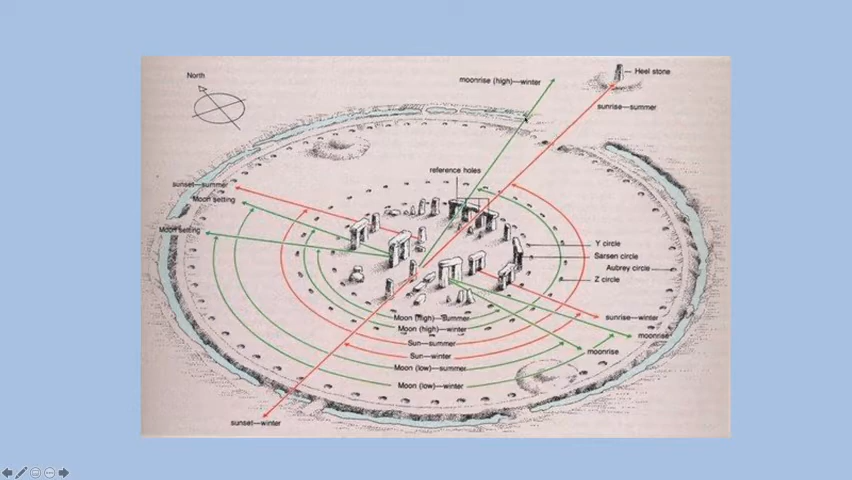 North
moonrise (high)—winter
Heel stone
sunrise—summer
reference holes
sunset—summer
Moon setting
Moon setting
Y circle
Sarsen circle
Aubrey circle
Z circle
sunrise—winter
moonrise
moonrise
Moon (high)—summer
Moon (high)—winter
Sun—summer
Sun—winter
Moon (low)—summer
Moon (low)—winter
sunset—winter